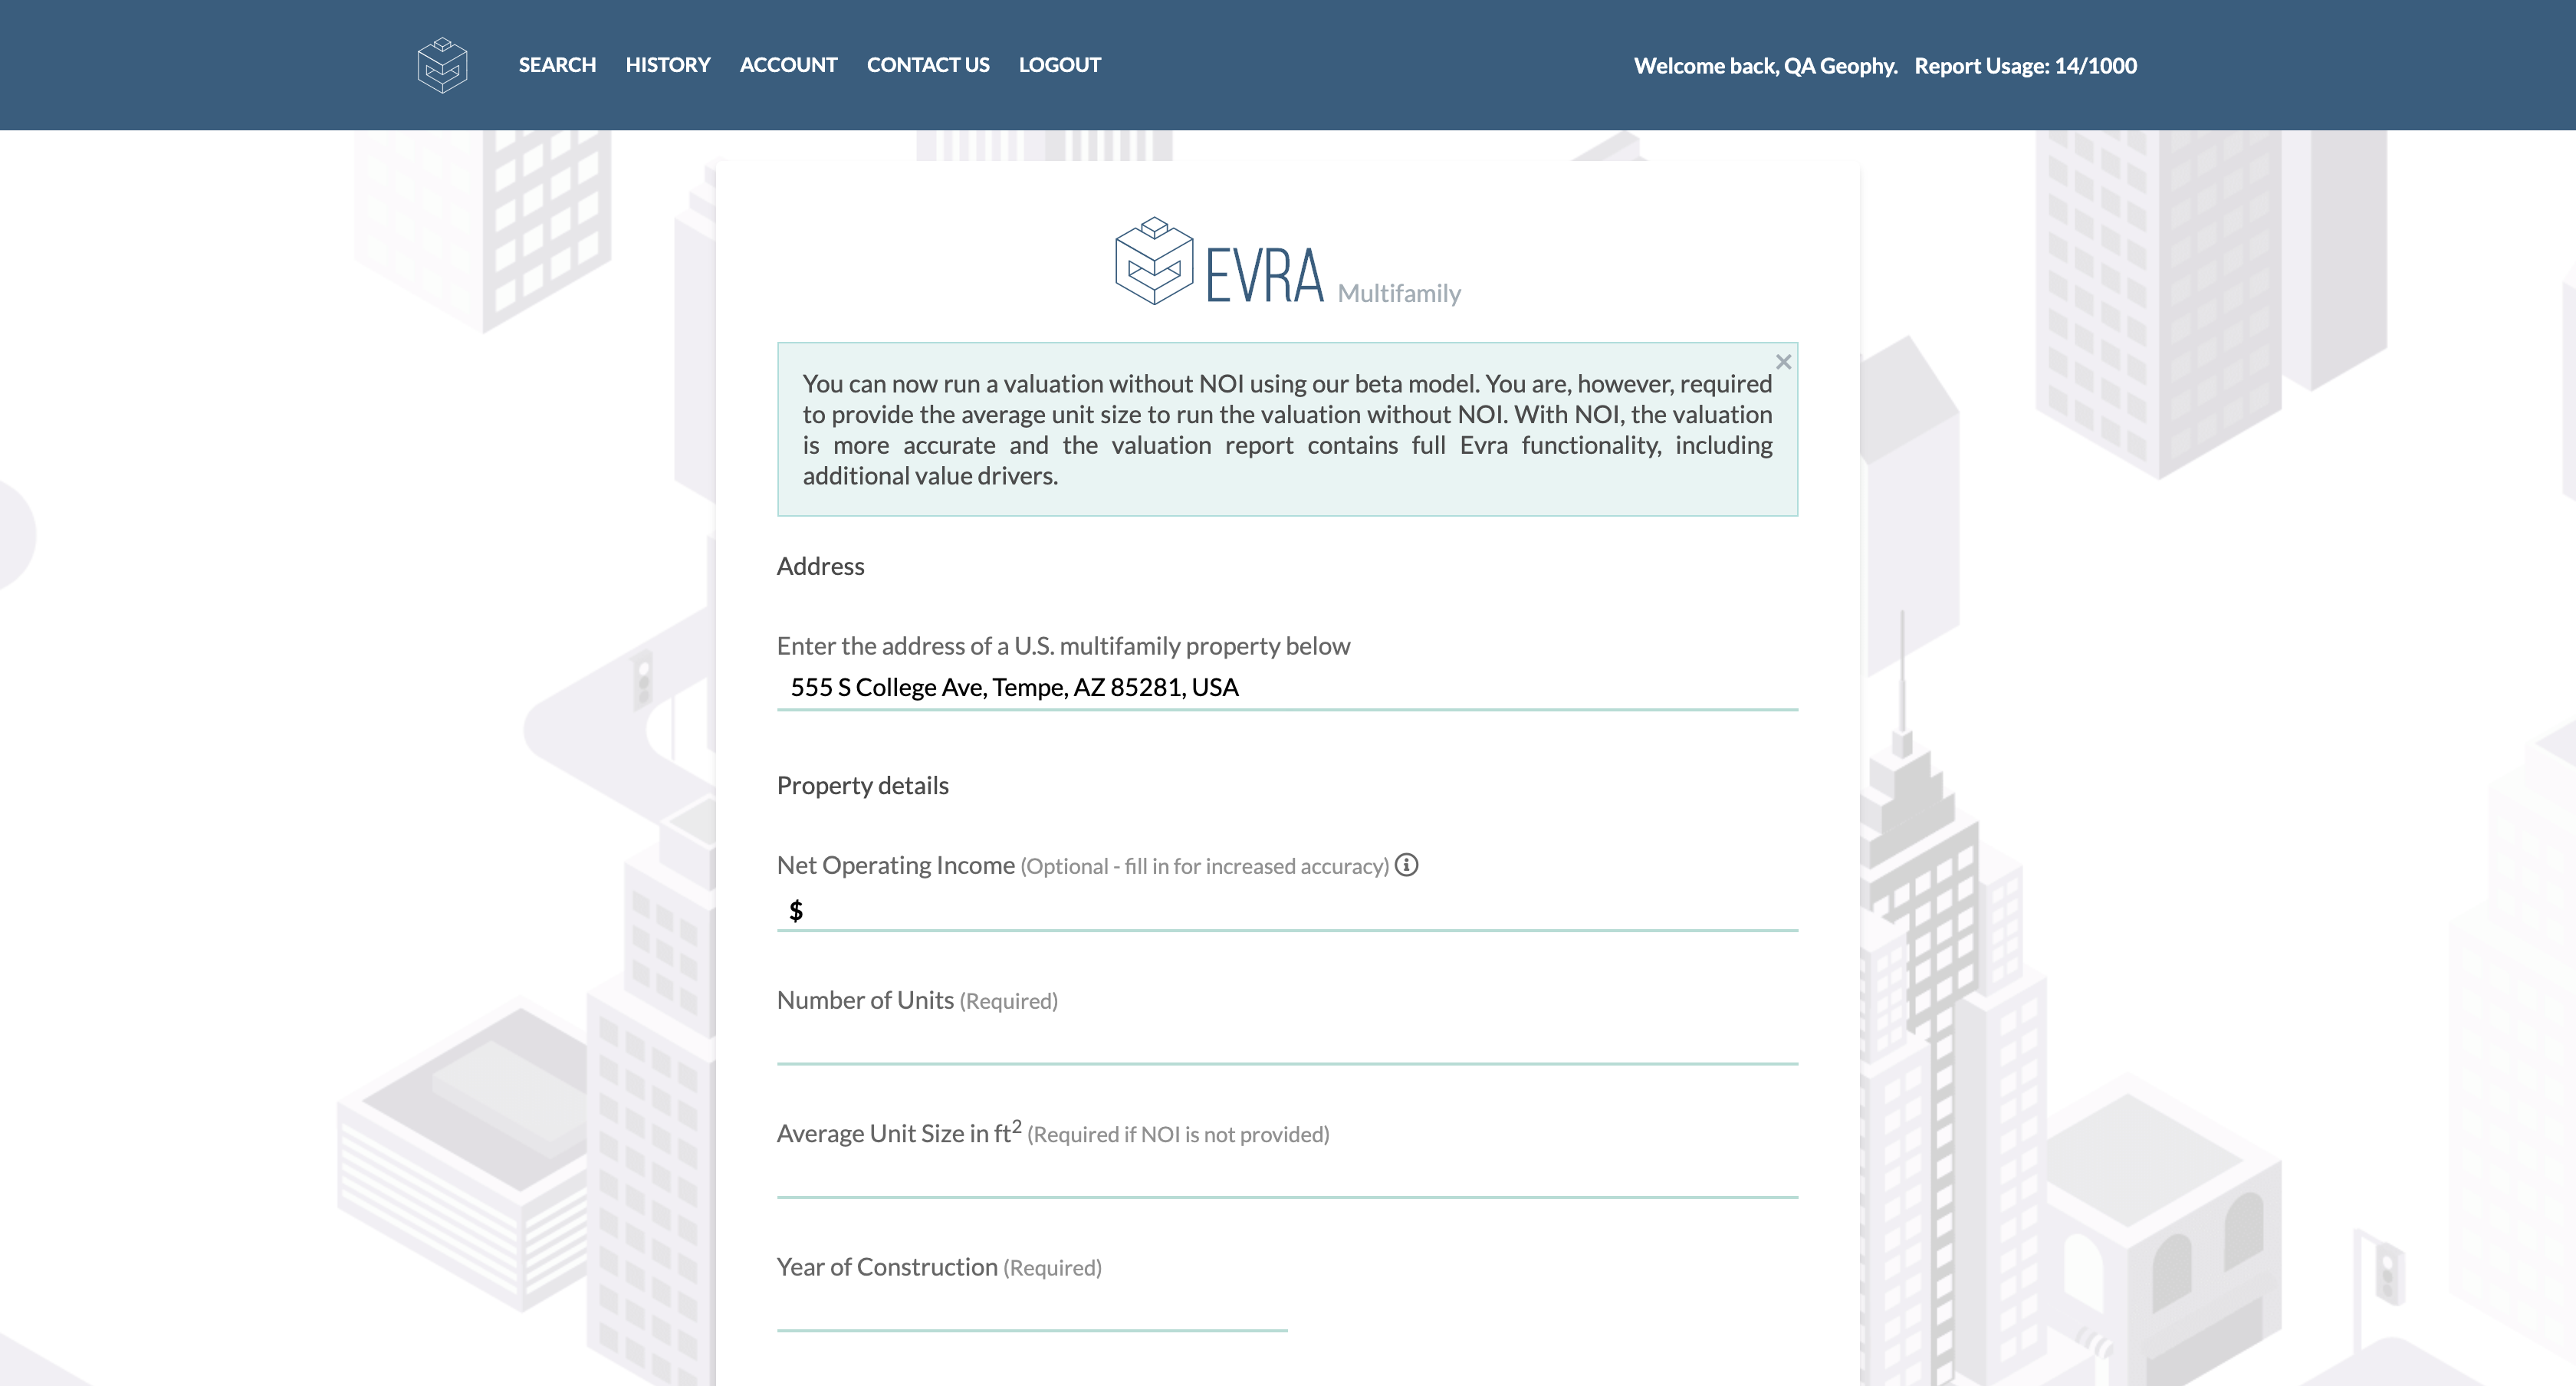 SEARCH HISTORY ACCOUNT CONTACT US LOGOUT Welcome back, QA Geophy. Report Usage: 14/1000
EVRA Multifamily
You can now run a valuation without NOI using our beta model. You are, however, required
to provide the average unit size to run the valuation without NOI. With NOI, the valuation
is more accurate and the valuation report contains full Evra functionality, including
additional value drivers.
Address
Enter the address of a U.S. multifamily property below
555 S College Ave, Tempe, AZ 85281, USA
Property details
Net Operating Income (Optional - fill in for increased accuracy)
$
Number of Units (Required)
Average Unit Size in ft² (Required if NOI is not provided)
Year of Construction (Required)